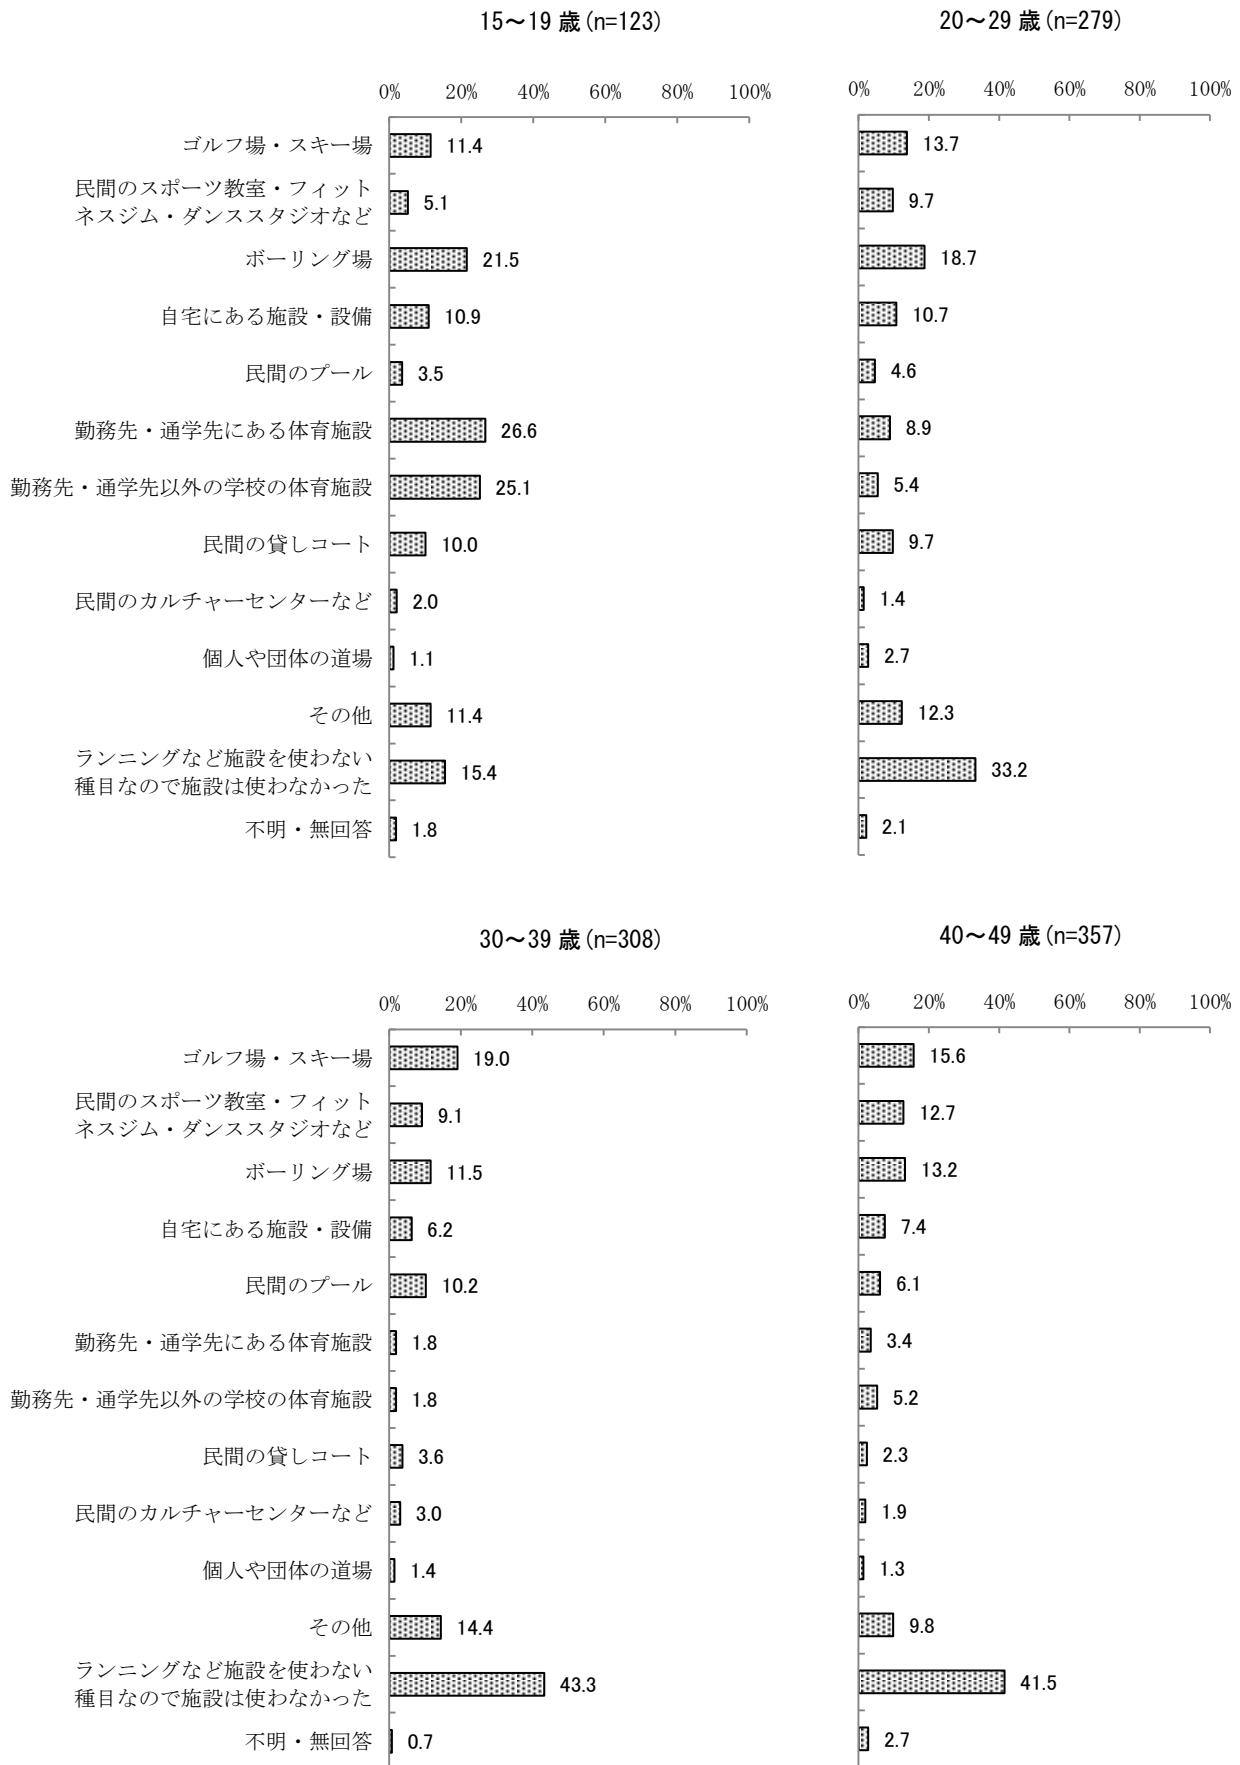 15～19 歳(n=123)
0% 20% 40% 60% 80% 100%
ゴルフ場・スキー場 11.4
民間のスポーツ教室・フィット
ネスジム・ダンススタジオなど 5.1
ボーリング場 21.5
自宅にある施設・設備 10.9
民間のプール 3.5
勤務先・通学先にある体育施設 26.6
勤務先・通学先以外の学校の体育施設 25.1
民間の貸しコート 10.0
民間のカルチャーセンターなど 2.0
個人や団体の道場 1.1
その他 11.4
ランニングなど施設を使わない
種目なので施設は使わなかった 15.4
不明・無回答 1.8
20～29 歳(n=279)
0% 20% 40% 60% 80% 100%
13.7
9.7
18.7
10.7
4.6
8.9
5.4
9.7
1.4
2.7
12.3
33.2
2.1
30～39 歳(n=308)
0% 20% 40% 60% 80% 100%
ゴルフ場・スキー場 19.0
民間のスポーツ教室・フィット
ネスジム・ダンススタジオなど 9.1
ボーリング場 11.5
自宅にある施設・設備 6.2
民間のプール 10.2
勤務先・通学先にある体育施設 1.8
勤務先・通学先以外の学校の体育施設 1.8
民間の貸しコート 3.6
民間のカルチャーセンターなど 3.0
個人や団体の道場 1.4
その他 14.4
ランニングなど施設を使わない
種目なので施設は使わなかった 43.3
不明・無回答 0.7
40～49 歳(n=357)
0% 20% 40% 60% 80% 100%
15.6
12.7
13.2
7.4
6.1
3.4
5.2
2.3
1.9
1.3
9.8
41.5
2.7